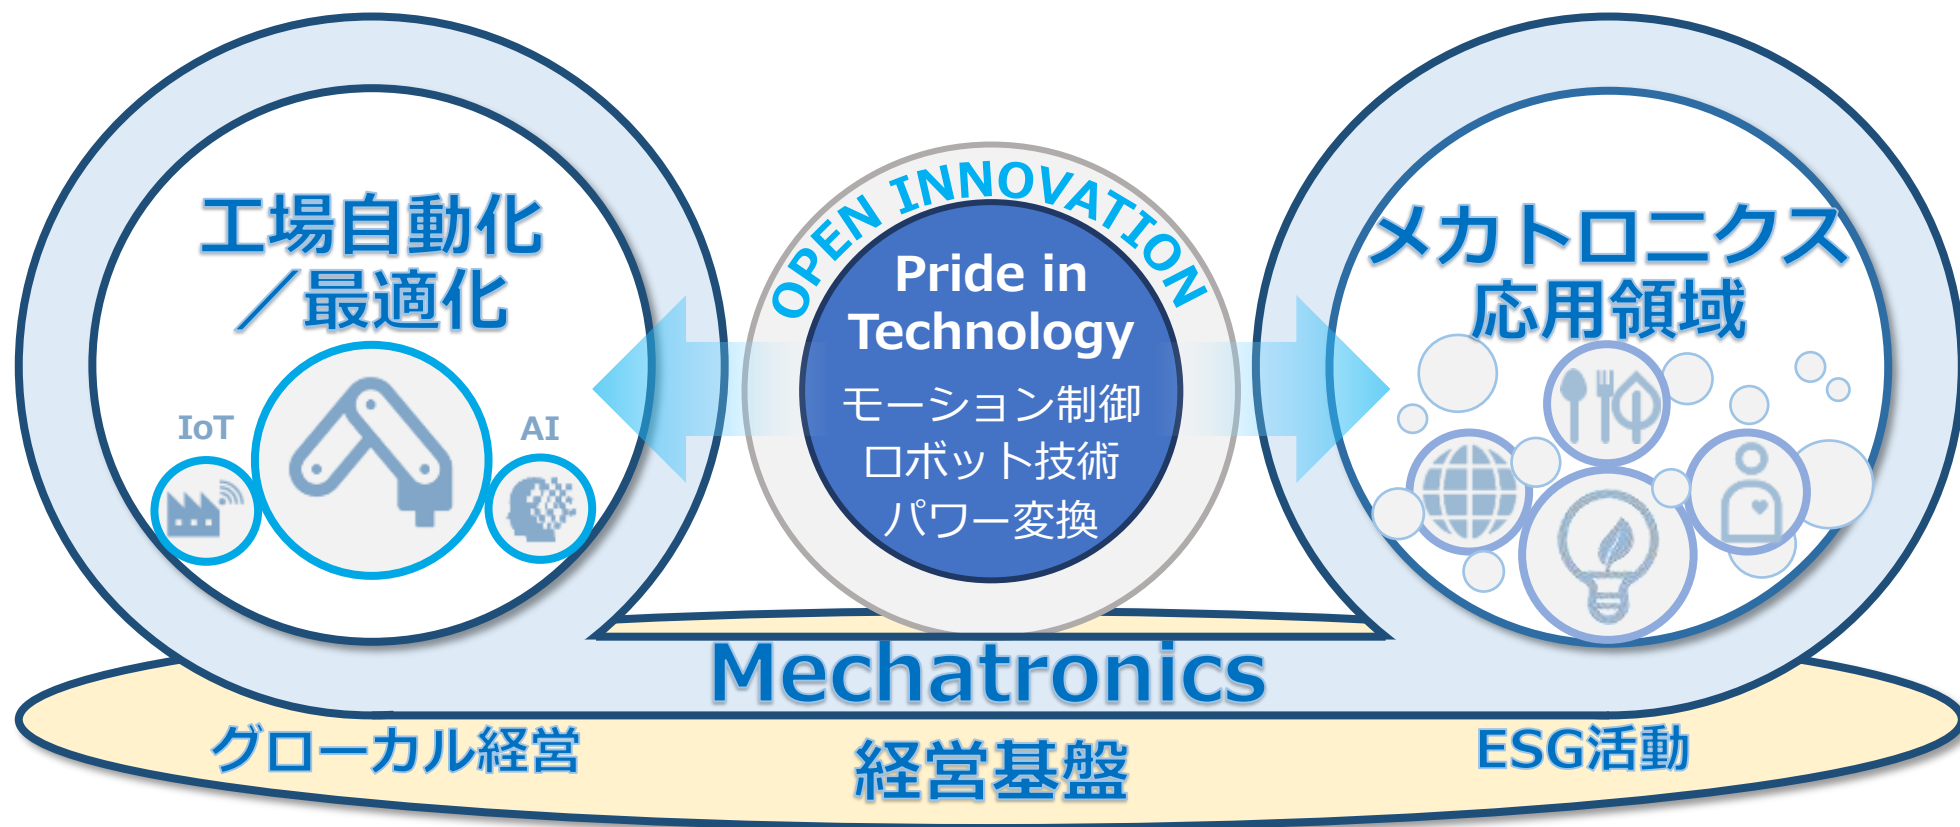 工場自動化
／最適化
IoT
AI
OPEN INNOVATION
Pride in
Technology
モーション制御
ロボット技術
パワー変換
メカトロニクス
応用領域
Mechatronics
グローカル経営
経営基盤
ESG活動